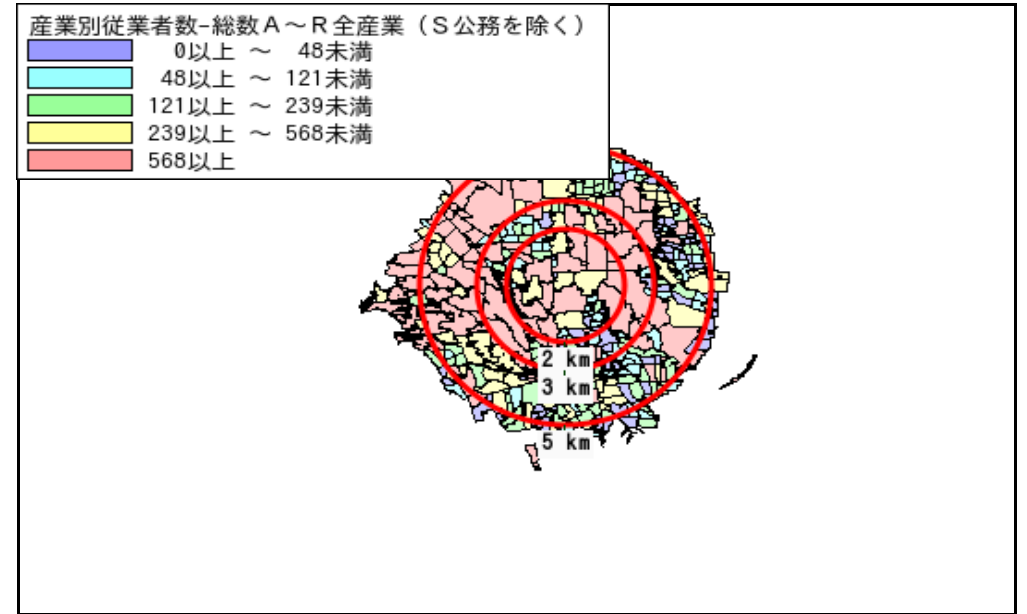 産業別従業者数-総数A～R全産業（S公務を除く）
0以上 ～ 48未満
48以上 ～ 121未満
121以上 ～ 239未満
239以上 ～ 568未満
568以上
2 km
3 km
5 km